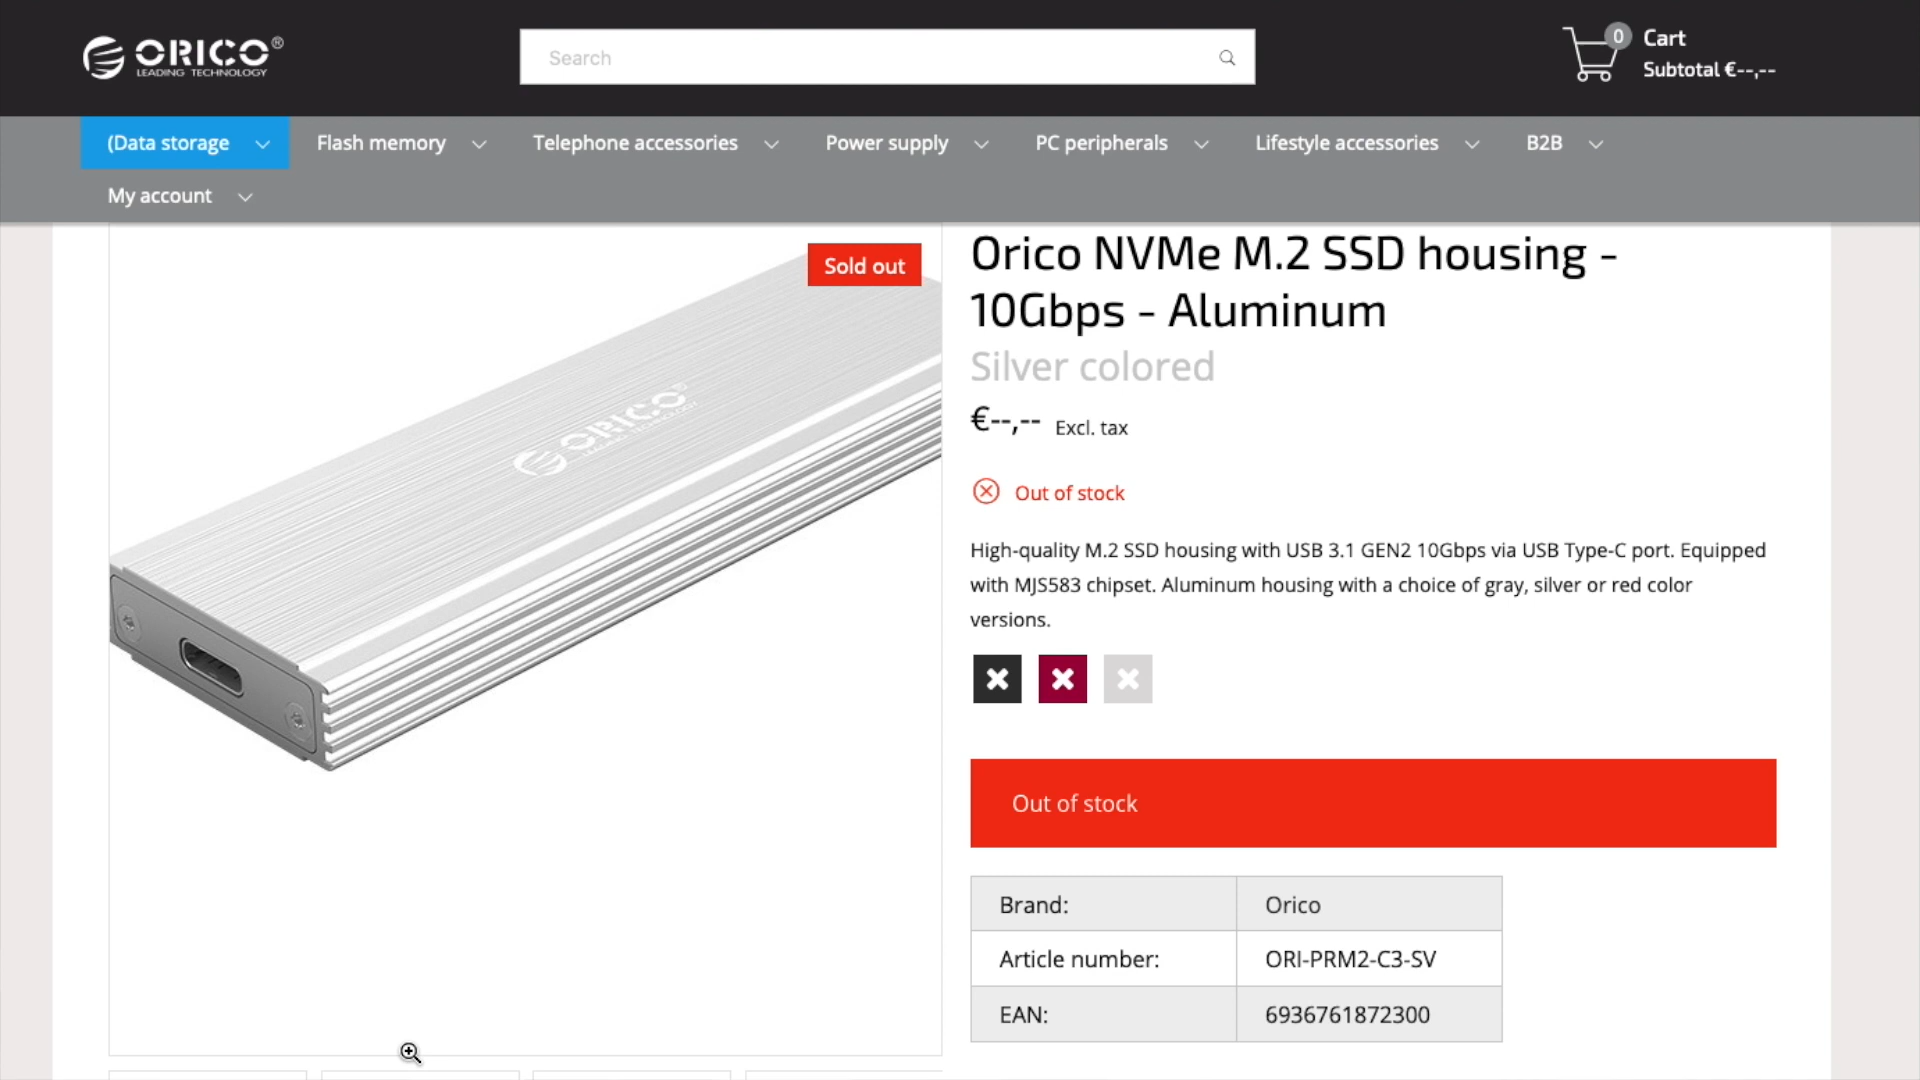 ORICO®
LEADING TECHNOLOGY
Search
0
Cart
Subtotal €--,--
(Data storage
Flash memory
Telephone accessories
Power supply
PC peripherals
Lifestyle accessories
B2B
My account
Sold out
ORICO®
LEADING TECHNOLOGY
Orico NVMe M.2 SSD housing -
10Gbps - Aluminum
Silver colored
€--,-- Excl. tax
Out of stock
High-quality M.2 SSD housing with USB 3.1 GEN2 10Gbps via USB Type-C port. Equipped
with MJS583 chipset. Aluminum housing with a choice of gray, silver or red color
versions.
Out of stock
Brand: Orico
Article number: ORI-PRM2-C3-SV
EAN: 6936761872300